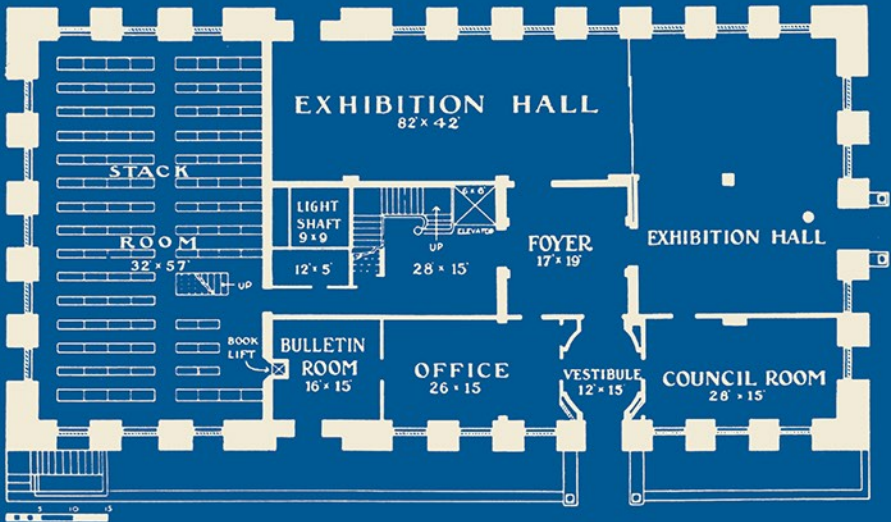 EXHIBITION HALL
82' × 42'
STACK
ROOM
32' × 57'
UP
LIGHT
SHAFT
9 × 9
12' × 5'
UP
28' × 15'
6' × 6'
ELEVATOR
FOYER
17' × 19'
EXHIBITION HALL
BOOK
LIFT
BULLETIN
ROOM
16' × 15'
OFFICE
26 × 15
VESTIBULE
12' × 15'
COUNCIL ROOM
28' × 15'
5 10 15